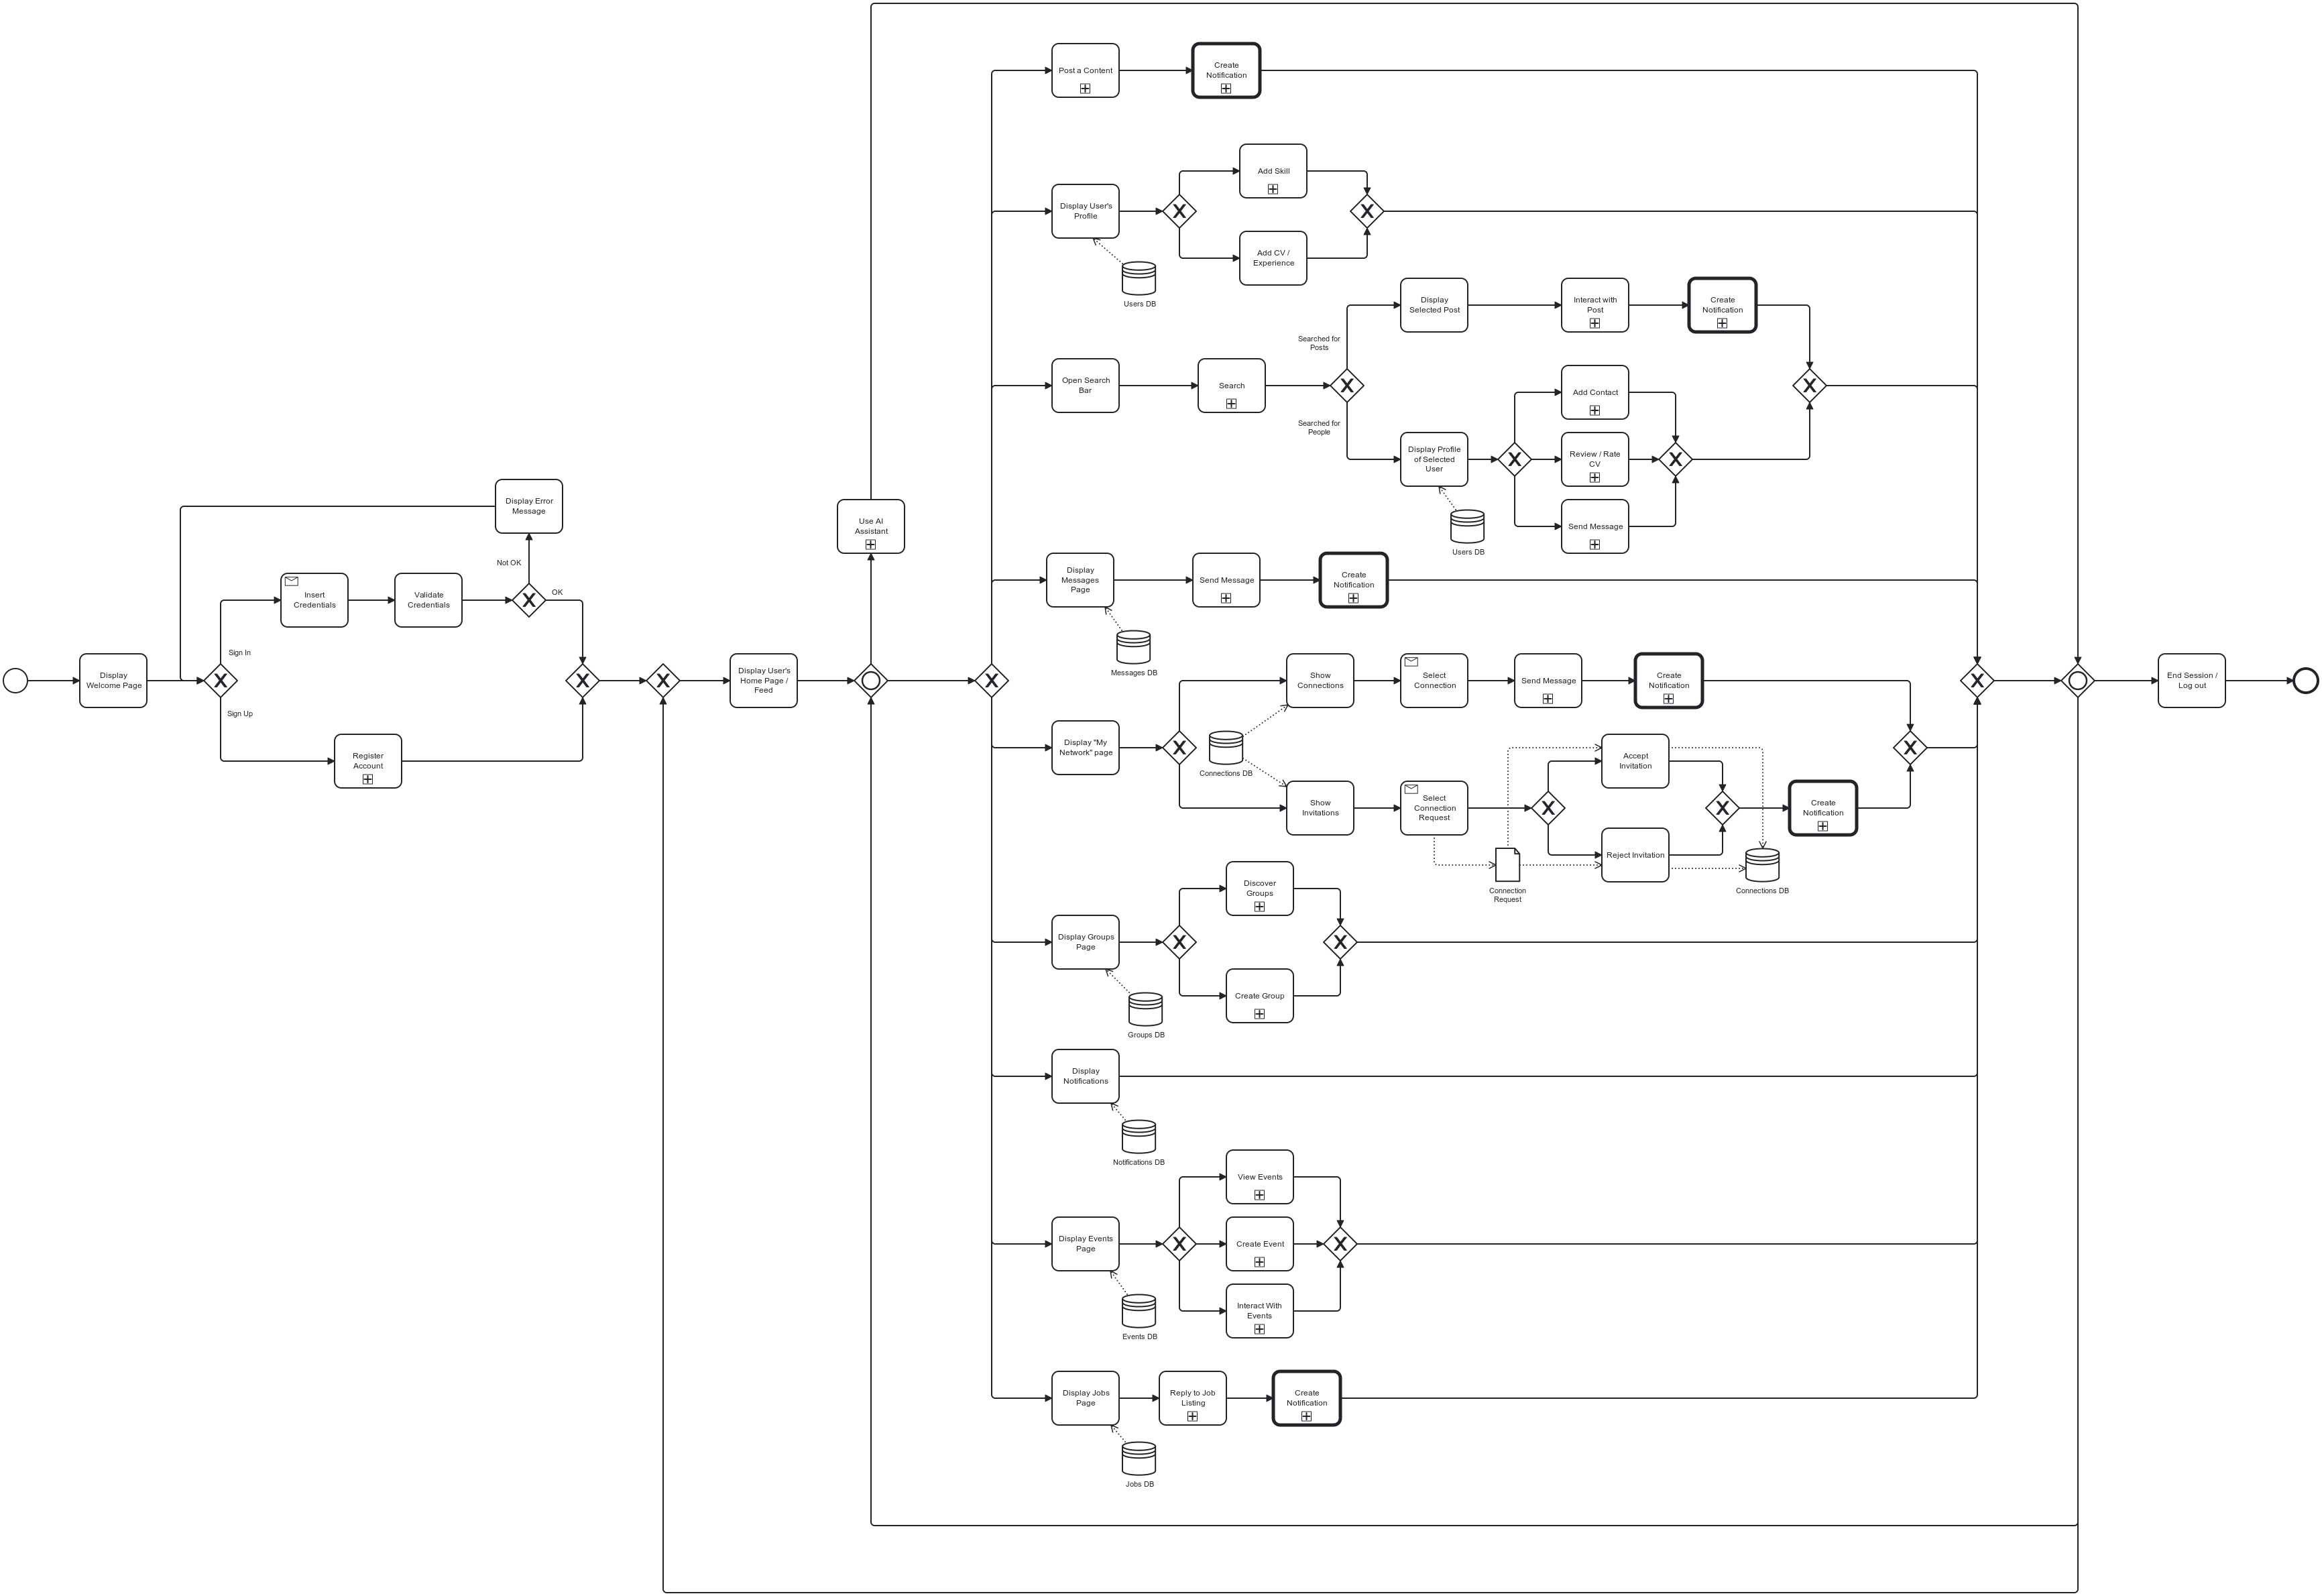 Display
Welcome Page
Sign In
Sign Up
Insert
Credentials
Validate
Credentials
Not OK
OK
Display Error
Message
Register
Account
Display User's
Home Page /
Feed
Use AI
Assistant
Post a Content
Create
Notification
Display User's
Profile
Users DB
Add Skill
Add CV /
Experience
Open Search
Bar
Search
Searched for
Posts
Searched for
People
Display
Selected Post
Interact with
Post
Create
Notification
Display Profile
of Selected
User
Users DB
Add Contact
Review / Rate
CV
Send Message
Display
Messages
Page
Messages DB
Send Message
Create
Notification
Display "My
Network" page
Connections DB
Show
Connections
Select
Connection
Send Message
Create
Notification
Show
Invitations
Select
Connection
Request
Connection
Request
Accept
Invitation
Reject Invitation
Connections DB
Create
Notification
Display Groups
Page
Groups DB
Discover
Groups
Create Group
Display
Notifications
Notifications DB
Display Events
Page
Events DB
View Events
Create Event
Interact With
Events
Display Jobs
Page
Jobs DB
Reply to Job
Listing
Create
Notification
End Session /
Log out